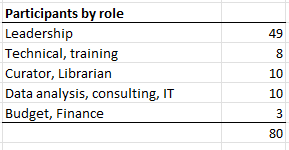 Participants by role
Leadership 49
Technical, training 8
Curator, Librarian 10
Data analysis, consulting, IT 10
Budget, Finance 3
80